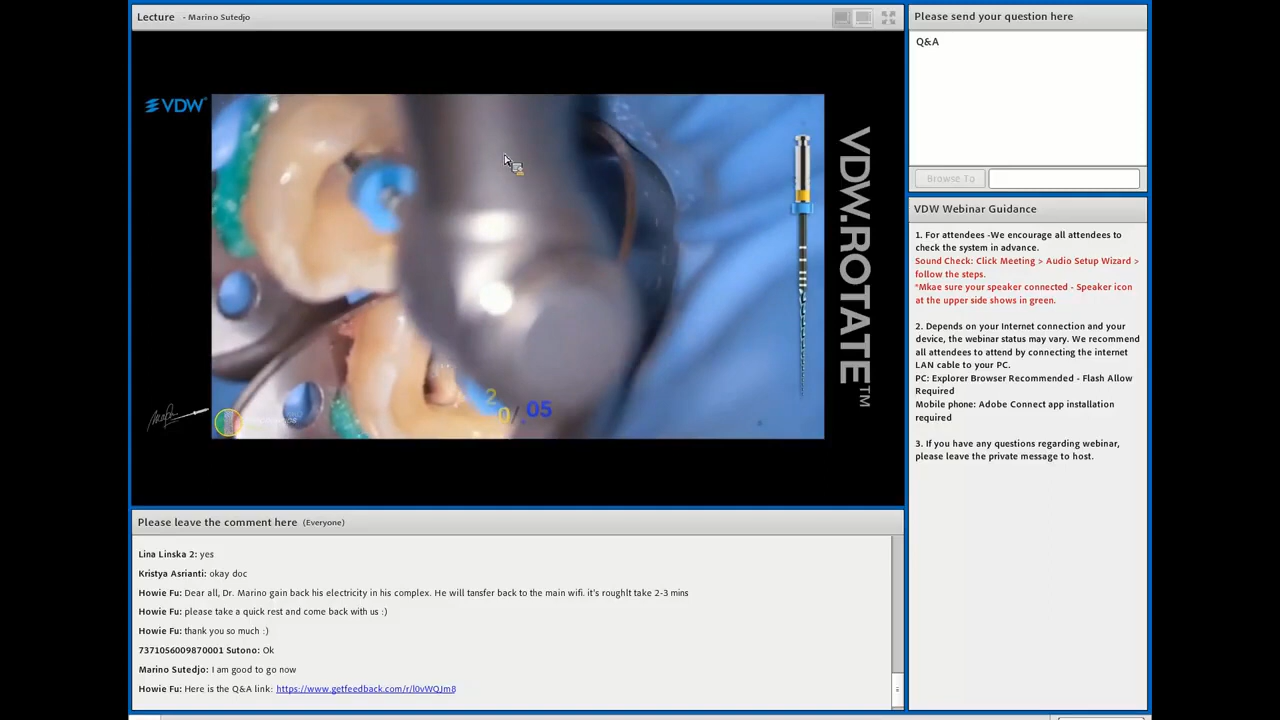 Lecture - Marino Sutedjo
VDW
VDW.ROTATE™
.05
Please send your question here
Q&A
Browse To
VDW Webinar Guidance
1. For attendees -We encourage all attendees to
check the system in advance.
Sound Check: Click Meeting > Audio Setup Wizard >
follow the steps.
*Mkae sure your speaker connected - Speaker icon
at the upper side shows in green.
2. Depends on your Internet connection and your
device, the webinar status may vary. We recommend
all attendees to attend by connecting the internet
LAN cable to your PC.
PC: Explorer Browser Recommended - Flash Allow
Required
Mobile phone: Adobe Connect app installation
required
3. If you have any questions regarding webinar,
please leave the private message to host.
Please leave the comment here (Everyone)
Lina Linska 2: yes
Kristya Asrianti: okay doc
Howie Fu: Dear all, Dr. Marino gain back his electricity in his complex. He will tansfer back to the main wifi. it's roughlt take 2-3 mins
Howie Fu: please take a quick rest and come back with us :)
Howie Fu: thank you so much :)
7371056009870001 Sutono: Ok
Marino Sutedjo: I am good to go now
Howie Fu: Here is the Q&A link: https://www.getfeedback.com/r/l0vWQJm8